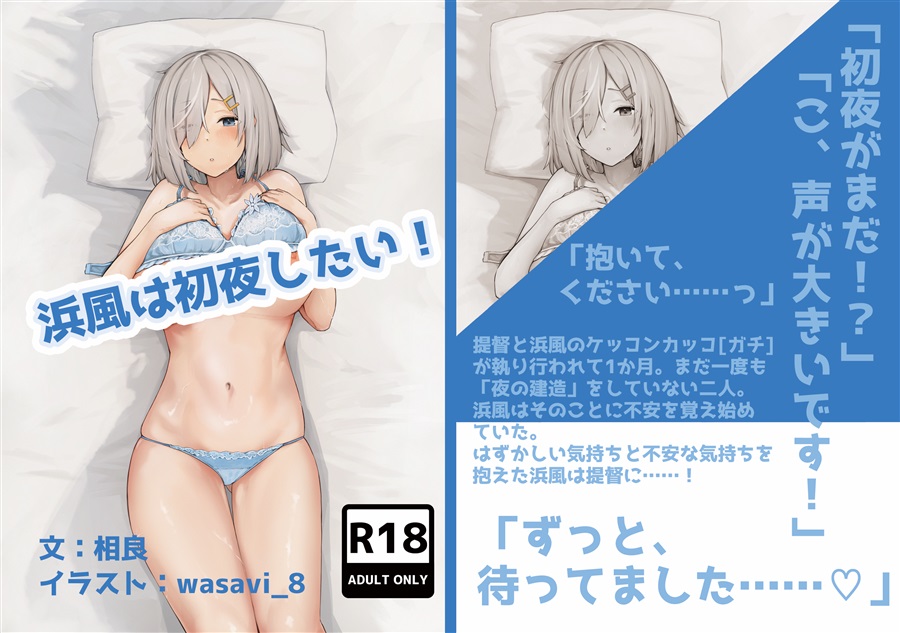 浜風は初夜したい！
文：相良
イラスト：wasavi_8
R18
ADULT ONLY
「初夜がまだ！？」
「こ、声が大きいです！」
「抱いて、
ください……っ」
提督と浜風のケッコンカッコ[ガチ]
が執り行われて1か月。まだ一度も
「夜の建造」をしていない二人。
浜風はそのことに不安を覚え始め
ていた。
はずかしい気持ちと不安な気持ちを
抱えた浜風は提督に……！
「ずっと、
待ってました……♡」